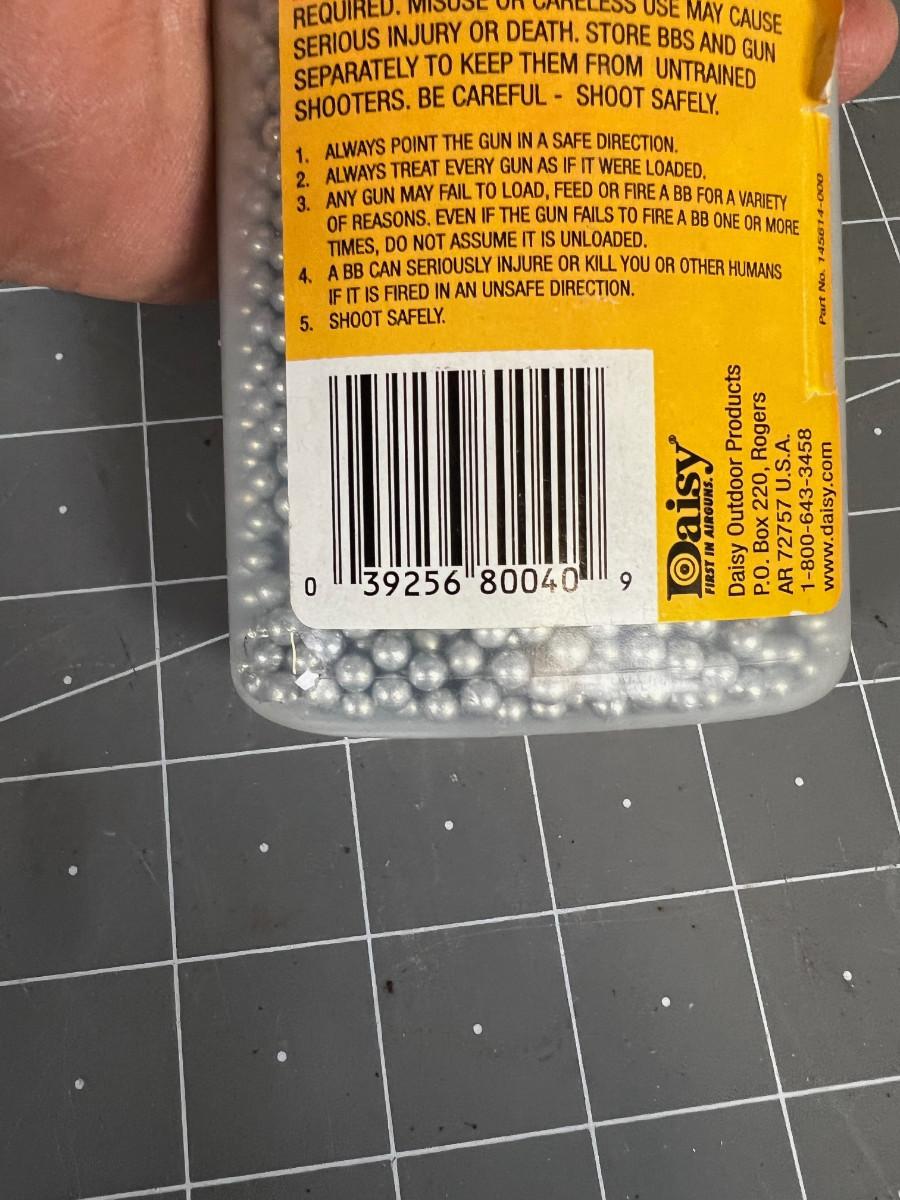 REQUIRED. MISUSE OR CARELESS USE MAY CAUSE
SERIOUS INJURY OR DEATH. STORE BBS AND GUN
SEPARATELY TO KEEP THEM FROM UNTRAINED
SHOOTERS. BE CAREFUL - SHOOT SAFELY.
1. ALWAYS POINT THE GUN IN A SAFE DIRECTION.
2. ALWAYS TREAT EVERY GUN AS IF IT WERE LOADED.
3. ANY GUN MAY FAIL TO LOAD, FEED OR FIRE A BB FOR A VARIETY
OF REASONS. EVEN IF THE GUN FAILS TO FIRE A BB ONE OR MORE
TIMES, DO NOT ASSUME IT IS UNLOADED.
4. A BB CAN SERIOUSLY INJURE OR KILL YOU OR OTHER HUMANS
IF IT IS FIRED IN AN UNSAFE DIRECTION.
5. SHOOT SAFELY.
Part No. 145614-000
0 39256 80040 9
Daisy®
FIRST IN AIRGUNS.
Daisy Outdoor Products
P.O. Box 220, Rogers
AR 72757 U.S.A.
1-800-643-3458
www.daisy.com